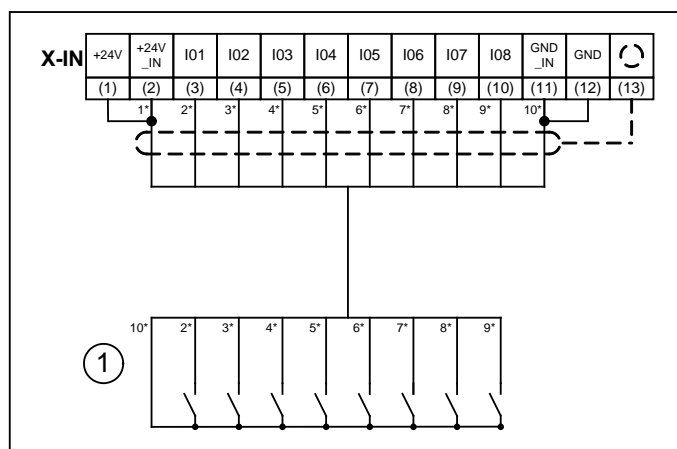 X-IN +24V +24V _IN I01 I02 I03 I04 I05 I06 I07 I08 GND _IN GND
(1) (2) (3) (4) (5) (6) (7) (8) (9) (10) (11) (12) (13)
1* 2* 3* 4* 5* 6* 7* 8* 9* 10*
10* 2* 3* 4* 5* 6* 7* 8* 9*
1